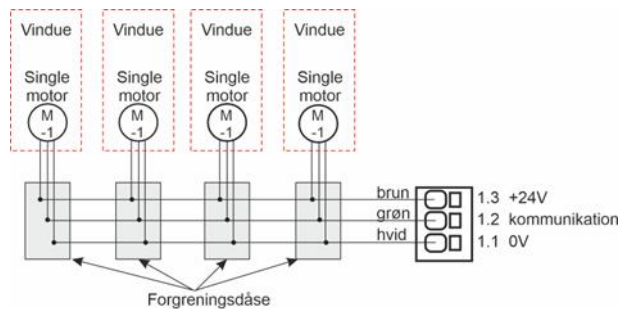 Vindue Vindue Vindue Vindue
Single Single Single Single
motor motor motor motor
M M M M
-1 -1 -1 -1
brun 1.3 +24V
grøn 1.2 kommunikation
hvid 1.1 0V
Forgreningsdåse